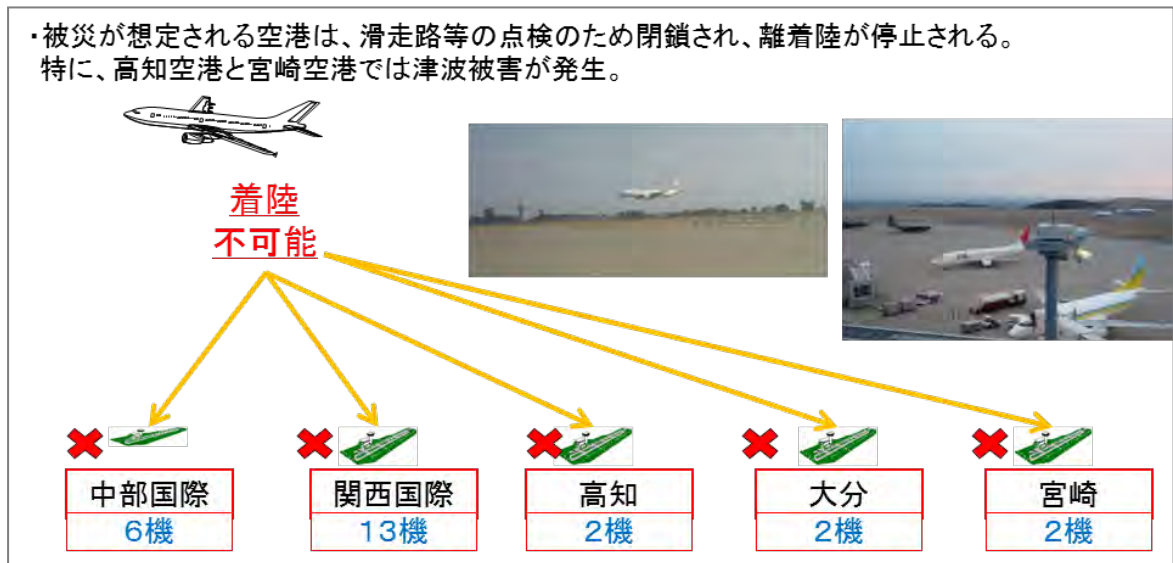 ・被災が想定される空港は、滑走路等の点検のため閉鎖され、離着陸が停止される。
特に、高知空港と宮崎空港では津波被害が発生。
着陸
不可能
中部国際
6機
関西国際
13機
高知
2機
大分
2機
宮崎
2機